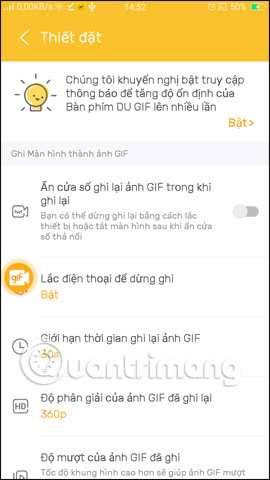 0,00KB/s
14:52
50%
Thiết đặt
Chúng tôi khuyến nghị bật truy cập
thông báo để tăng độ ổn định của
Bàn phím DU GIF lên nhiều lần
Bật>
Ghi Màn hình thành ảnh GIF
Ẩn cửa sổ ghi lại ảnh GIF trong khi
ghi lại
Bạn có thể dừng ghi lại bằng cách lắc
thiết bị hoặc tắt màn hình sau khi ẩn cửa
sổ thả nổi
GIF
Lắc điện thoại để dừng ghi
Bật
Giới hạn thời gian ghi lại ảnh GIF
30s
Quantrimang
HD
Độ phân giải của ảnh GIF đã ghi lại
360p
Độ mượt của ảnh GIF đã ghi
Tốc độ khung hình cao hơn sẽ giúp ảnh GIF mượt